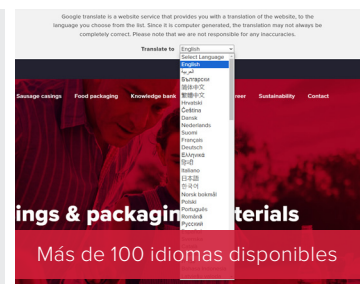 Google translate is a website service that provides you with a translation of the website, to the
language you choose from the list. Since it is computer generated, the translation may not always be
completely correct. Please note that we are not responsible for any inaccuracies.
Translate to English
Select Language
English
العربية
Български
简体中文
繁體中文
Hrvatski
Čeština
Dansk
Nederlands
Suomi
Français
Deutsch
Ελληνικά
हिन्दी
Italiano
日本語
한국어
Norsk bokmål
Polski
Português
Română
Русский
Sausage casings Food packaging Knowledge bank reer Sustainability Contact
ings & packagin terials
Más de 100 idiomas disponibles